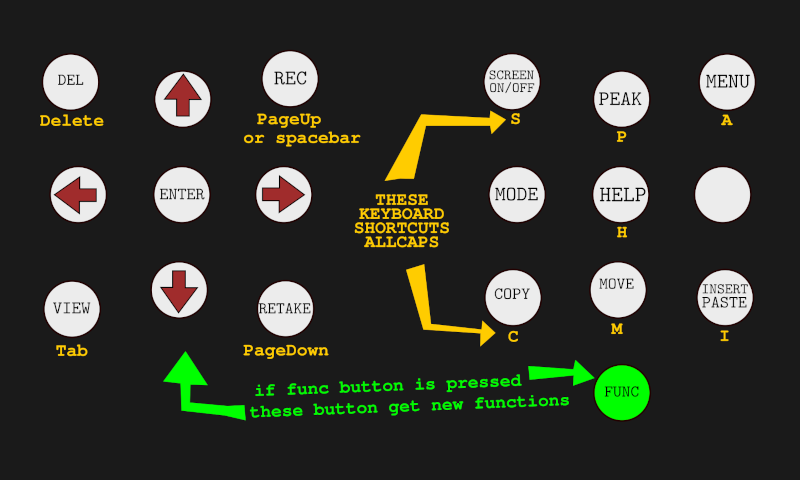 DEL
Delete
REC
PageUp
or spacebar
SCREEN
ON/OFF
S
PEAK
P
MENU
A
ENTER
THESE
KEYBOARD
SHORTCUTS
ALLCAPS
MODE
HELP
H
VIEW
Tab
RETAKE
PageDown
COPY
C
MOVE
M
INSERT
PASTE
I
if func button is pressed
these button get new functions
FUNC